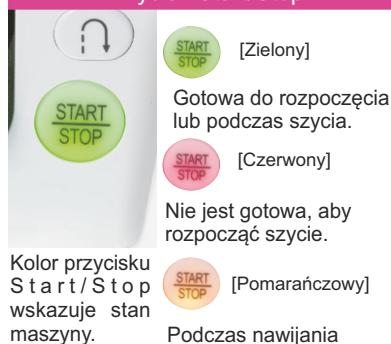 START
STOP
Kolor przycisku
Start/Stop
wskazuje stan
maszyny.
START
STOP
[Zielony]
Gotowa do rozpoczęcia
lub podczas szycia.
START
STOP
[Czerwony]
Nie jest gotowa, aby
rozpocząć szycie.
START
STOP
[Pomarańczowy]
Podczas nawijania